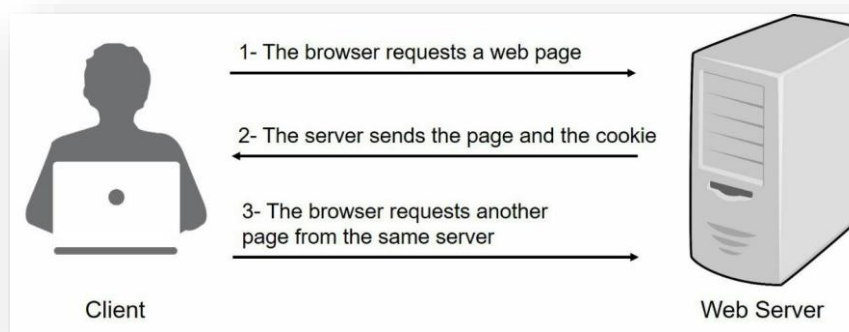 1- The browser requests a web page
2- The server sends the page and the cookie
3- The browser requests another
page from the same server
Client
Web Server